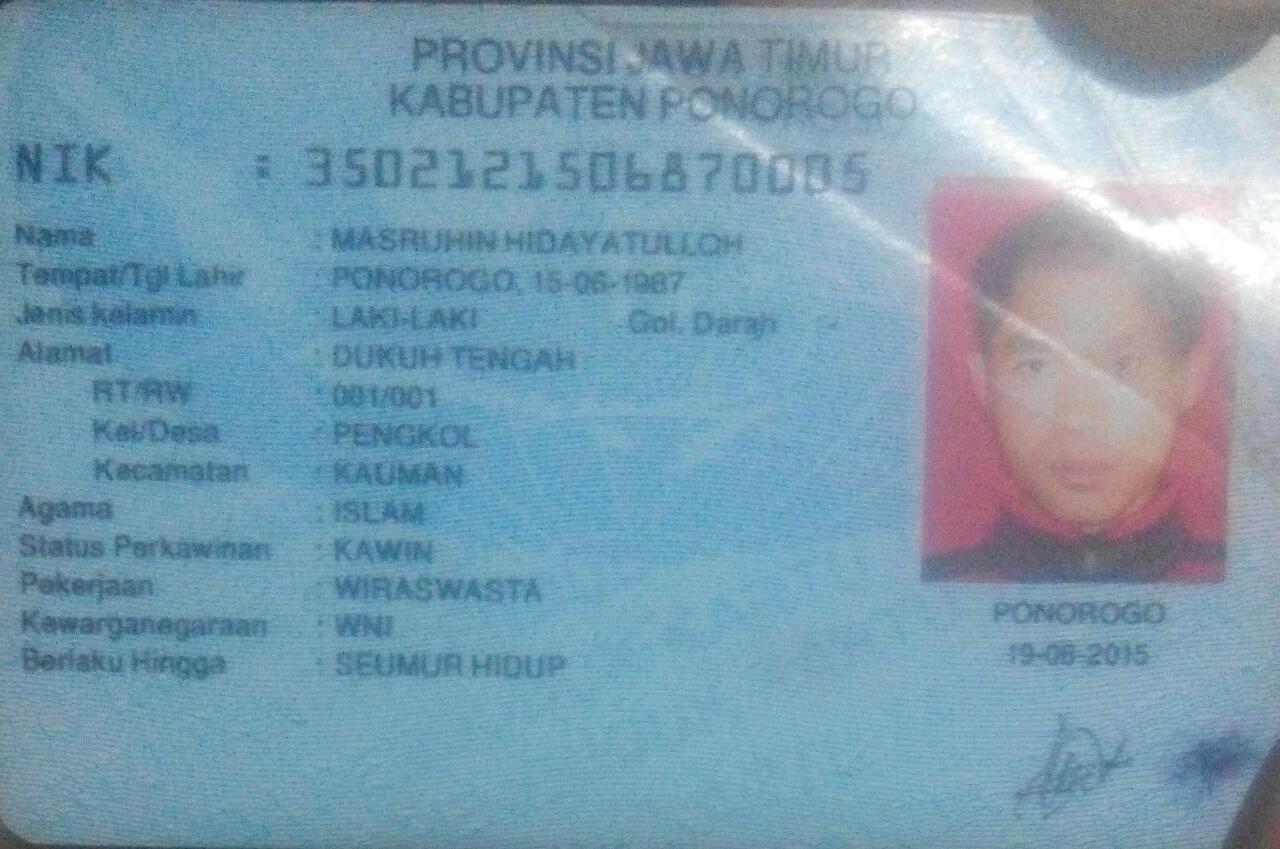 PROVINSI JAWA TIMUR
KABUPATEN PONOROGO
NIK : 3502121506870005
Nama : MASRUHIN HIDAYATULLOH
Tempat/Tgl Lahir : PONOROGO, 15-06-1987
Jenis kelamin : LAKI-LAKI Gol. Darah : -
Alamat : DUKUH TENGAH
RT/RW : 001/001
Kel/Desa : PENGKOL
Kecamatan : KAUMAN
Agama : ISLAM
Status Perkawinan : KAWIN
Pekerjaan : WIRASWASTA
Kewarganegaraan : WNI
Berlaku Hingga : SEUMUR HIDUP
PONOROGO
19-06-2015